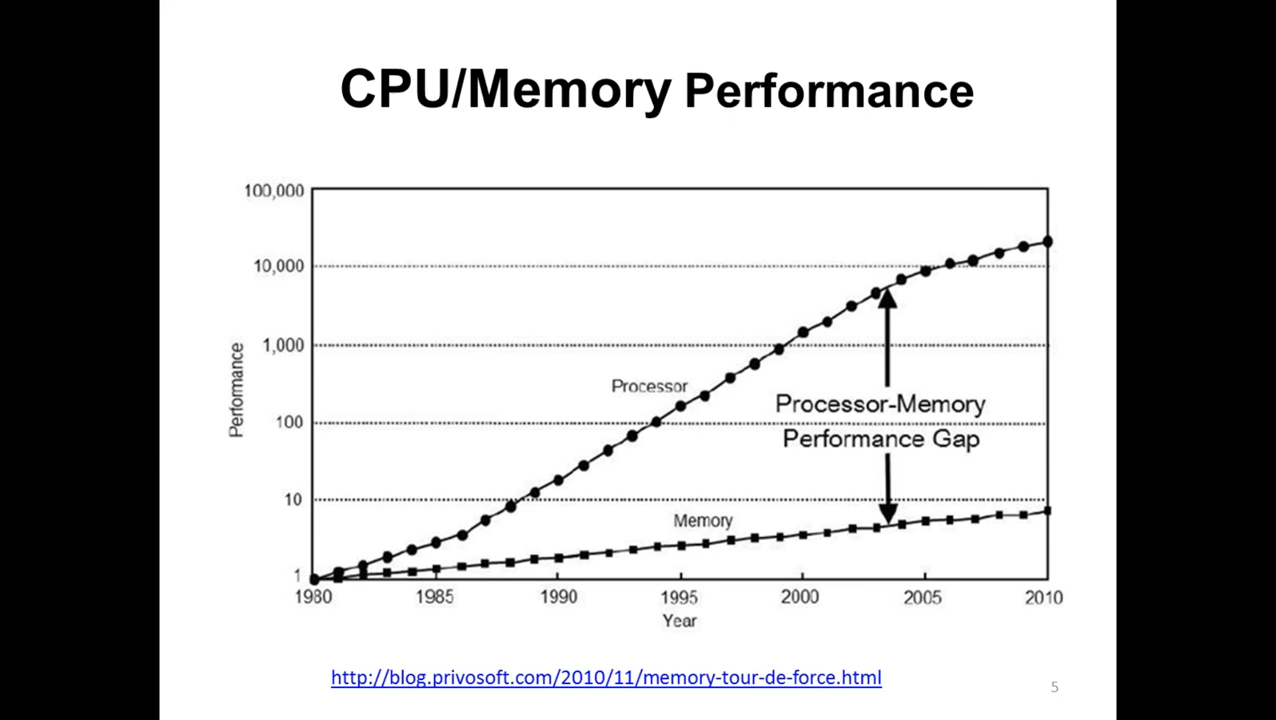 CPU/Memory Performance
100,000
10,000
1,000
100
10
1
Performance
Processor
Processor-Memory
Performance Gap
Memory
1980 1985 1990 1995 2000 2005 2010
Year
http://blog.privosoft.com/2010/11/memory-tour-de-force.html
5